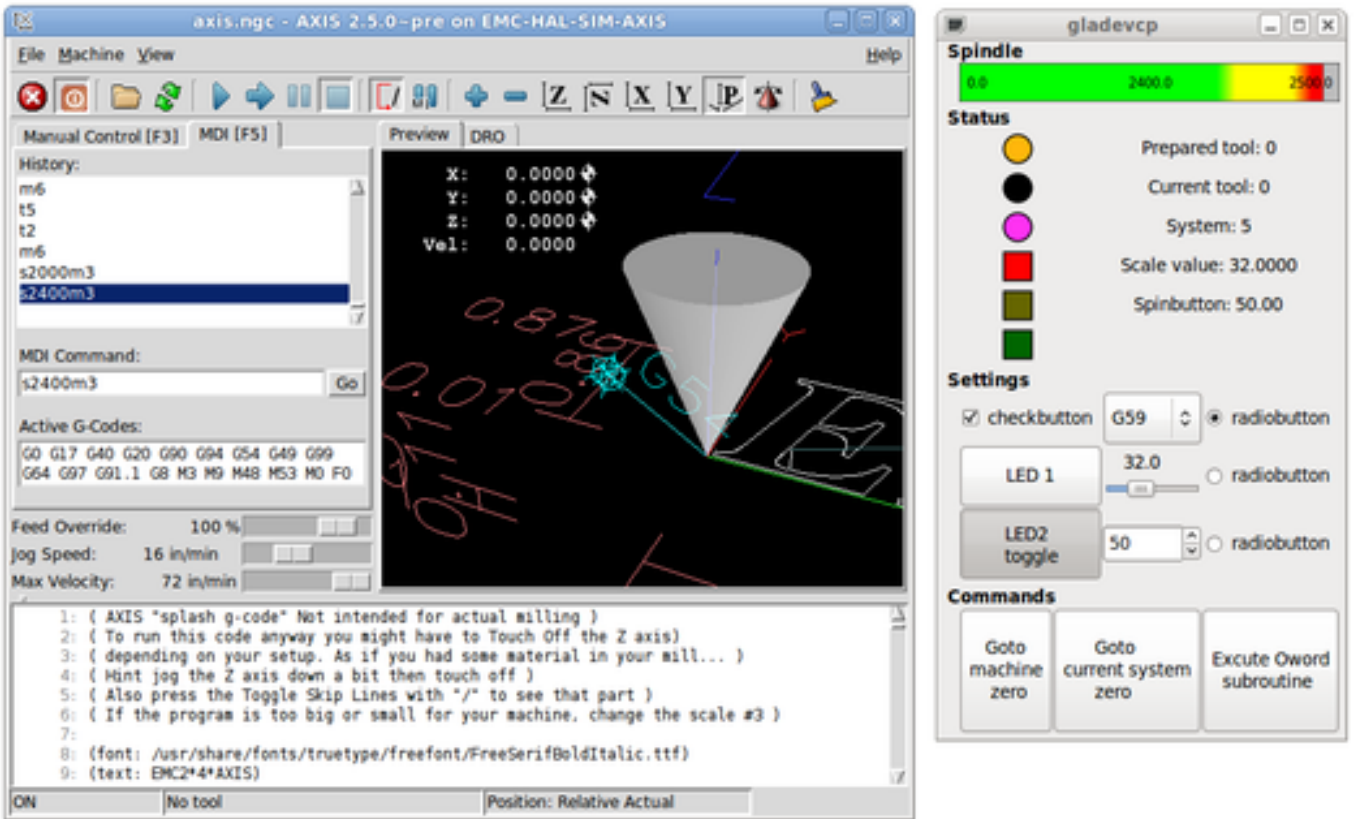 axis.ngc - AXIS 2.5.0~pre on EMC-HAL-SIM-AXIS
File Machine View Help
Z N X Y P
Manual Control [F3] MDI [F5]
History:
m6
t5
t2
m6
s2000m3
s2400m3
MDI Command:
s2400m3 Go
Active G-Codes:
G0 G17 G40 G20 G90 G94 G54 G49 G99
G64 G97 G91.1 G8 M3 M9 M48 M53 M0 F0
Feed Override: 100 %
Jog Speed: 16 in/min
Max Velocity: 72 in/min
Preview DRO
X: 0.0000
Y: 0.0000
Z: 0.0000
Vel: 0.0000
1: ( AXIS "splash g-code" Not intended for actual milling )
2: ( To run this code anyway you might have to Touch Off the Z axis)
3: ( depending on your setup. As if you had some material in your mill... )
4: ( Hint jog the Z axis down a bit then touch off )
5: ( Also press the Toggle Skip Lines with "/" to see that part )
6: ( If the program is too big or small for your machine, change the scale #3 )
7:
8: (font: /usr/share/fonts/truetype/freefont/FreeSerifBoldItalic.ttf)
9: (text: EMC2*4*AXIS)
ON No tool Position: Relative Actual
gladevcp
Spindle
0.0 2400.0 2500.0
Status
Prepared tool: 0
Current tool: 0
System: 5
Scale value: 32.0000
Spinbutton: 50.00
Settings
checkbutton G59 radiobutton
LED 1 32.0 radiobutton
LED2
toggle 50 radiobutton
Commands
Goto
machine
zero
Goto
current system
zero
Excute Oword
subroutine